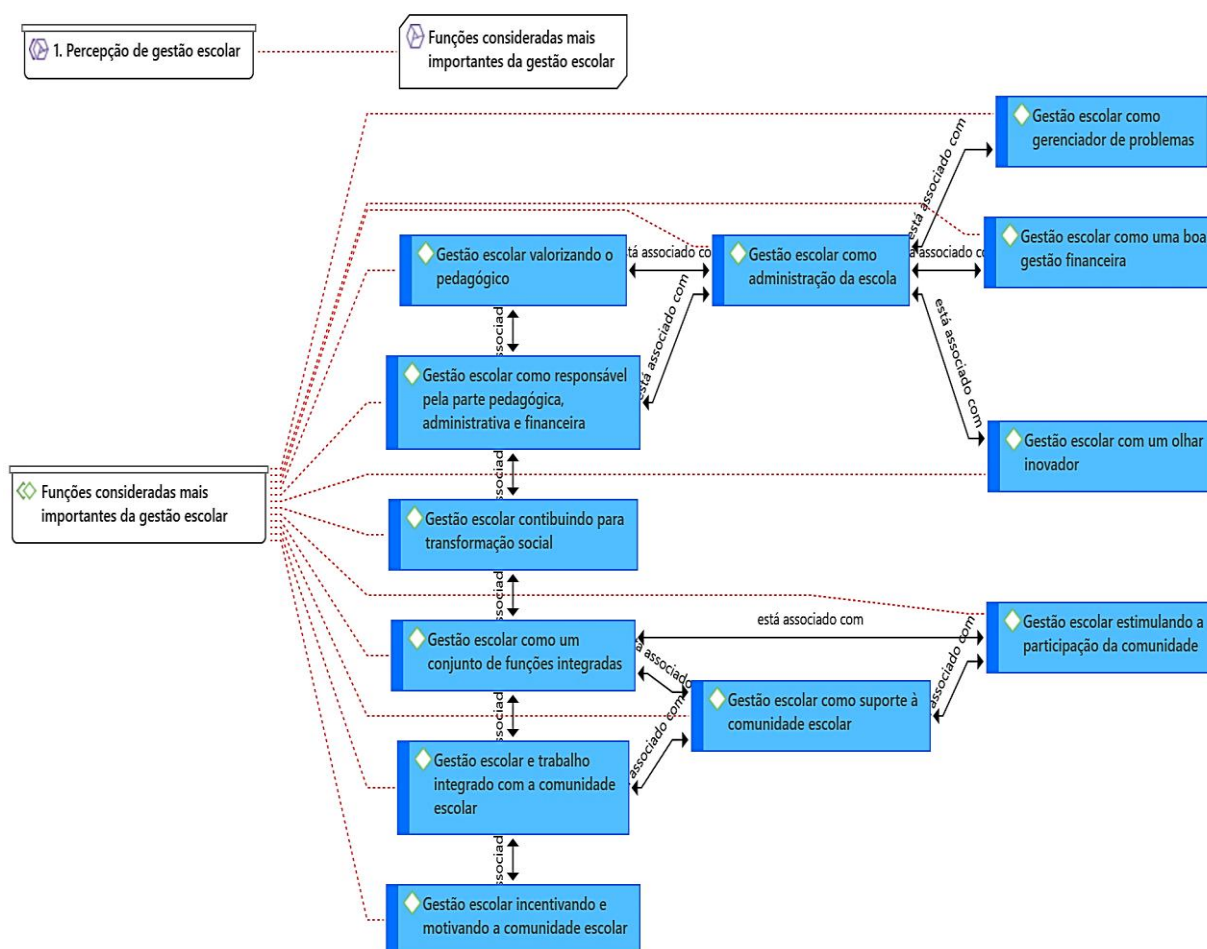 1. Percepção de gestão escolar
Funções consideradas mais
importantes da gestão escolar
Gestão escolar como
gerenciador de problemas
está associado com
Gestão escolar como uma boa
gestão financeira
Gestão escolar valorizando o
pedagógico
associado
Gestão escolar como
administração da escola
associado
está associado com
está associado com
Gestão escolar como responsável
pela parte pedagógica,
administrativa e financeira
Gestão escolar com um olhar
inovador
Funções consideradas mais
importantes da gestão escolar
Gestão escolar contibuindo para
transformação social
Gestão escolar como um
conjunto de funções integradas
está associado com
Gestão escolar estimulando a
participação da comunidade
associado
associado com
associado com
Gestão escolar como suporte à
comunidade escolar
Gestão escolar e trabalho
integrado com a comunidade
escolar
Gestão escolar incentivando e
motivando a comunidade escolar